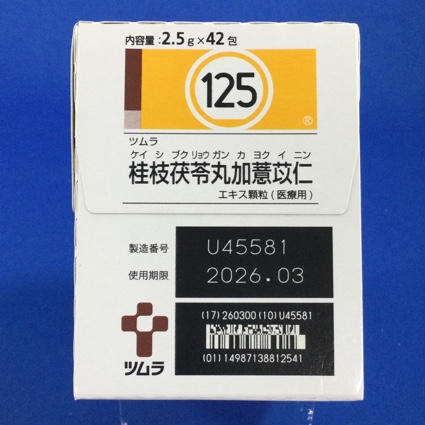 内容量:2.5g×42包
125
®
ツムラ
ケイ シ ブク リョウ ガン カ ヨク イ ニン
桂枝茯苓丸加薏苡仁
エキス顆粒(医療用)
製造番号 U45581
使用期限 2026.03
(17)260300(10)U45581
(01)14987138812541
ツムラ